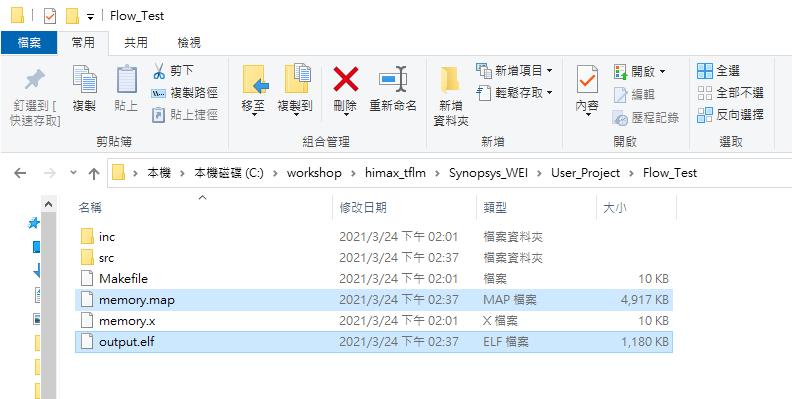 Flow_Test
檔案 常用 共用 檢視
釘選到 [快速存取]
複製
貼上
剪下
複製路徑
貼上捷徑
剪貼簿
移至
複製到
刪除
重新命名
組合管理
新增資料夾
新增項目
輕鬆存取
新增
內容
開啟
編輯
歷程記錄
開啟
全選
全部不選
反向選擇
選取
本機 > 本機磁碟 (C:) > workshop > himax_tflm > Synopsys_WEI > User_Project > Flow_Test
名稱 修改日期 類型 大小
inc 2021/3/24 下午 02:01 檔案資料夾
src 2021/3/24 下午 02:37 檔案資料夾
Makefile 2021/3/24 下午 02:01 檔案 10 KB
memory.map 2021/3/24 下午 02:37 MAP 檔案 4,917 KB
memory.x 2021/3/24 下午 02:01 X 檔案 10 KB
output.elf 2021/3/24 下午 02:37 ELF 檔案 1,180 KB